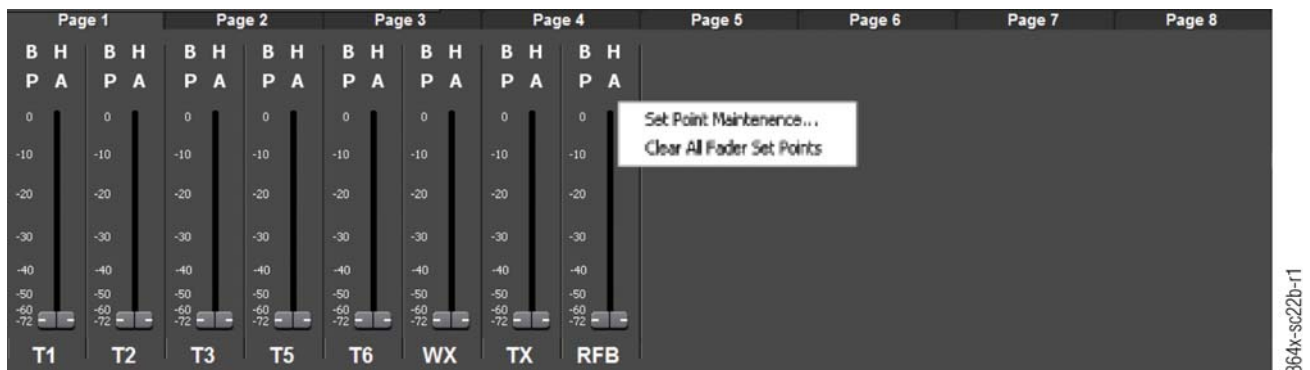 Page 1 Page 2 Page 3 Page 4 Page 5 Page 6 Page 7 Page 8
B H B H B H B H B H B H B H B H
P A P A P A P A P A P A P A P A
0 0 0 0 0 0 0 0
Set Point Maintenence...
-10 -10 -10 -10 -10 -10 -10 -10
Clear All Fader Set Points
-20 -20 -20 -20 -20 -20 -20 -20
-30 -30 -30 -30 -30 -30 -30 -30
-40 -40 -40 -40 -40 -40 -40 -40
-50 -50 -50 -50 -50 -50 -50 -50
-60 -60 -60 -60 -60 -60 -60 -60
-72 -72 -72 -72 -72 -72 -72 -72
T1 T2 T3 T5 T6 WX TX RFB